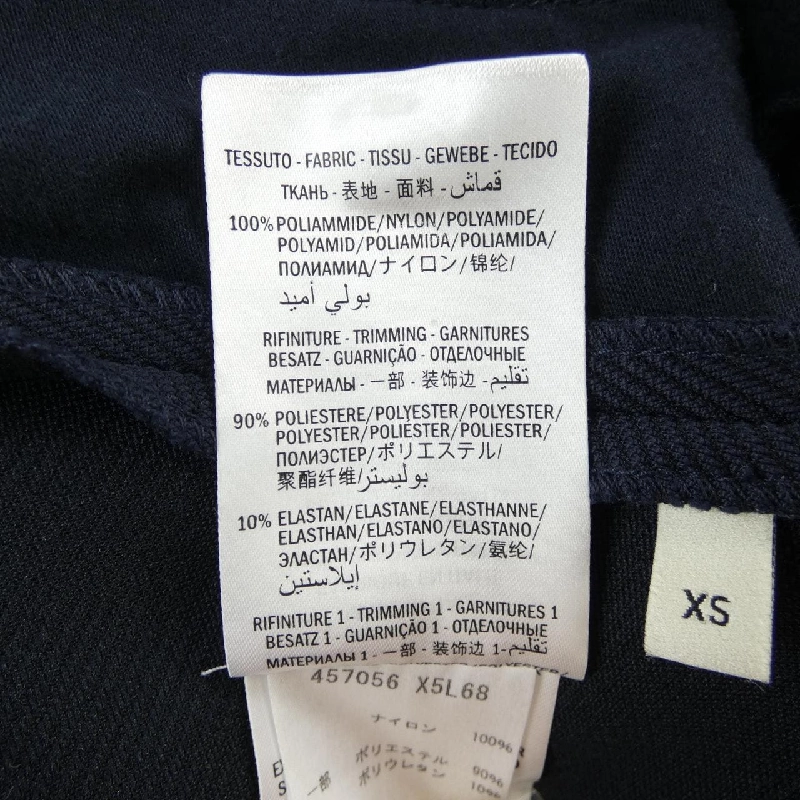 TESSUTO - FABRIC - TISSU - GEWEBE - TECIDO
ТКАНЬ - 表地 - 面料 - قماش
100% POLIAMMIDE/NYLON/POLYAMIDE/
POLYAMID/POLIAMIDA/POLIAMIDA/
ПОЛИАМИД/ナイロン/锦纶/
بولي أميد
RIFINITURE - TRIMMING - GARNITURES
BESATZ - GUARNIÇÃO - ОТДЕЛОЧНЫЕ
МАТЕРИАЛЫ - 一部 - 装饰边 - تقليم
90% POLIESTERE/POLYESTER/POLYESTER/
POLYESTER/POLIÉSTER/POLIESTER/
ПОЛИЭСТЕР/ポリエステル/
聚酯纤维/بوليستر
10% ELASTAN/ELASTANE/ELASTHANNE/
ELASTHAN/ELASTANO/ELASTANO/
ЭЛАСТАН/ポリウレタン/氨纶/
إيلاستين
RIFINITURE 1 - TRIMMING 1 - GARNITURES 1
BESATZ 1 - GUARNIÇÃO 1 - ОТДЕЛОЧНЫЕ
МАТЕРИАЛЫ 1 - 一部 - 装饰边 1 - تقليم
XS
457056 X5L68
ナイロン 100%
ポリエステル 90%
一部 ポリウレタン 10%